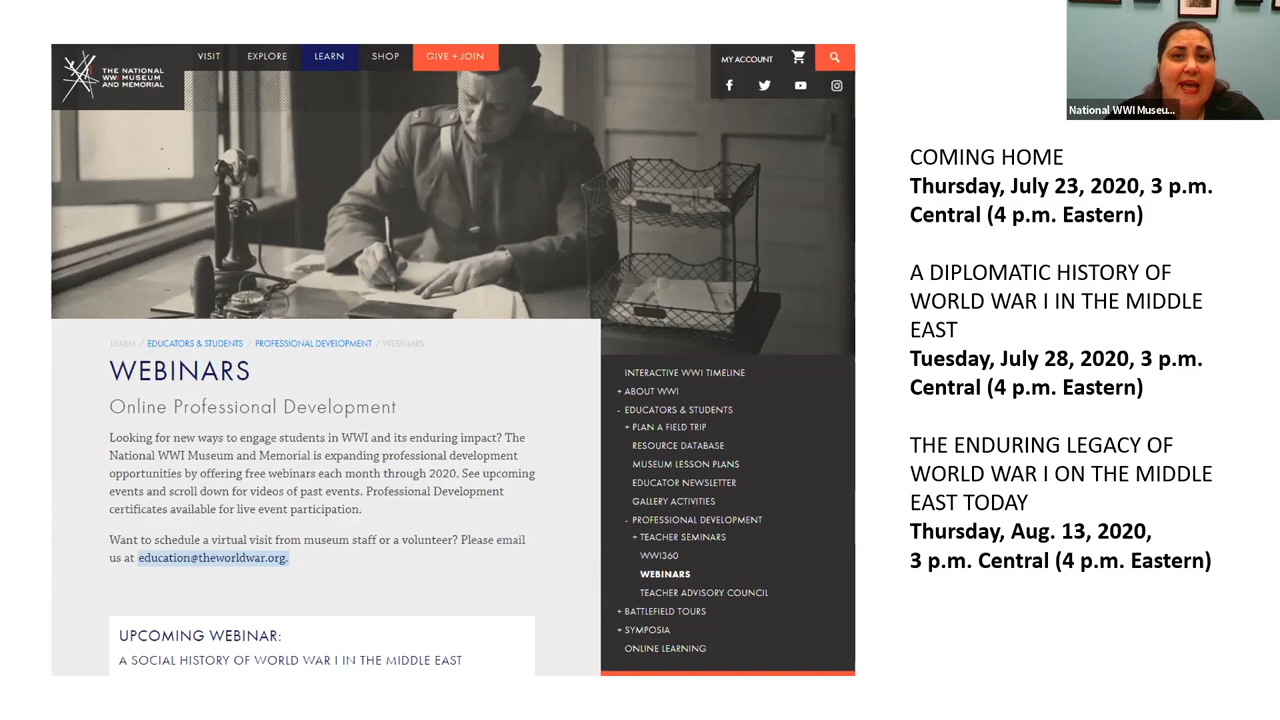 THE NATIONAL
WWI MUSEUM
AND MEMORIAL
VISIT EXPLORE LEARN SHOP GIVE + JOIN
MY ACCOUNT
National WWI Museu...
LEARN / EDUCATORS & STUDENTS / PROFESSIONAL DEVELOPMENT / WEBINARS
WEBINARS
Online Professional Development
Looking for new ways to engage students in WWI and its enduring impact? The
National WWI Museum and Memorial is expanding professional development
opportunities by offering free webinars each month through 2020. See upcoming
events and scroll down for videos of past events. Professional Development
certificates available for live event participation.
Want to schedule a virtual visit from museum staff or a volunteer? Please email
us at education@theworldwar.org.
UPCOMING WEBINAR:
A SOCIAL HISTORY OF WORLD WAR I IN THE MIDDLE EAST
INTERACTIVE WWI TIMELINE
+ ABOUT WWI
- EDUCATORS & STUDENTS
+ PLAN A FIELD TRIP
RESOURCE DATABASE
MUSEUM LESSON PLANS
EDUCATOR NEWSLETTER
GALLERY ACTIVITIES
- PROFESSIONAL DEVELOPMENT
+ TEACHER SEMINARS
WWI360
WEBINARS
TEACHER ADVISORY COUNCIL
+ BATTLEFIELD TOURS
+ SYMPOSIA
ONLINE LEARNING
COMING HOME
Thursday, July 23, 2020, 3 p.m.
Central (4 p.m. Eastern)
A DIPLOMATIC HISTORY OF
WORLD WAR I IN THE MIDDLE
EAST
Tuesday, July 28, 2020, 3 p.m.
Central (4 p.m. Eastern)
THE ENDURING LEGACY OF
WORLD WAR I ON THE MIDDLE
EAST TODAY
Thursday, Aug. 13, 2020,
3 p.m. Central (4 p.m. Eastern)